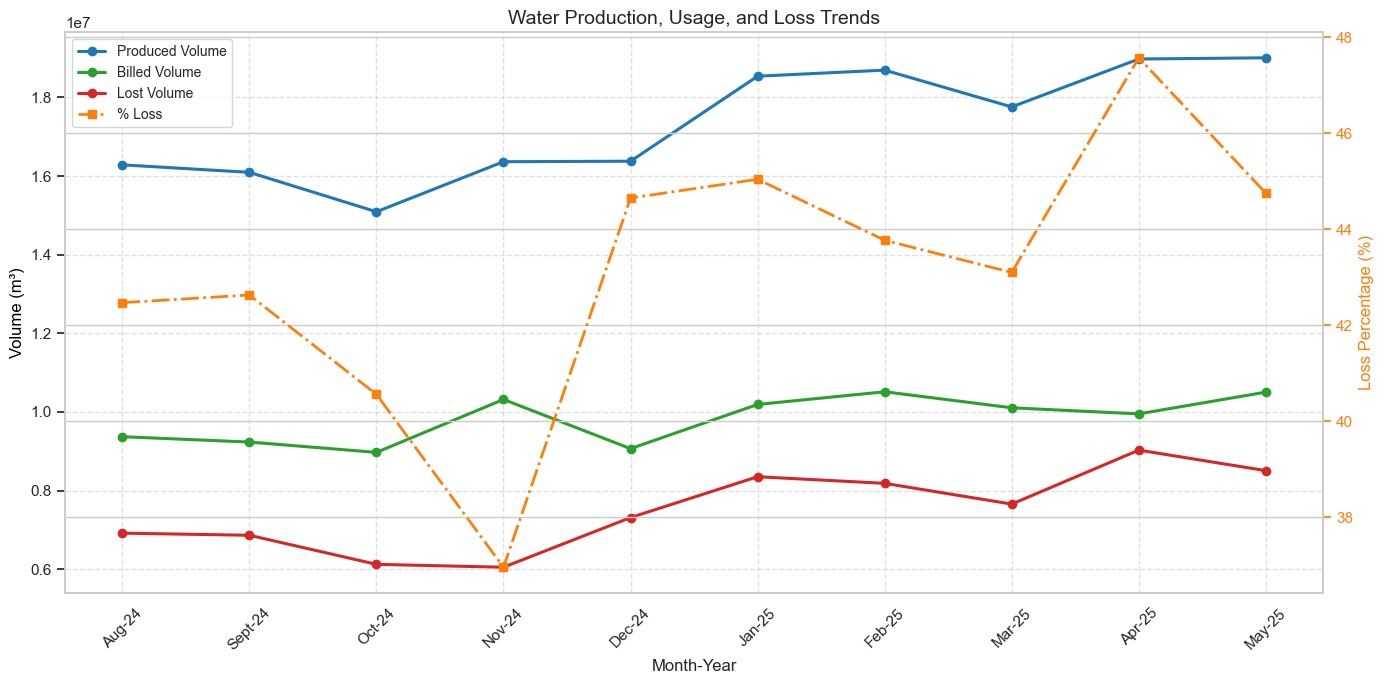 Water Production, Usage, and Loss Trends
1e7
Produced Volume
Billed Volume
Lost Volume
% Loss
Volume (m³)
1.8
1.6
1.4
1.2
1.0
0.8
0.6
48
46
44
42
40
38
Loss Percentage (%)
Aug-24
Sept-24
Oct-24
Nov-24
Dec-24
Jan-25
Feb-25
Mar-25
Apr-25
May-25
Month-Year